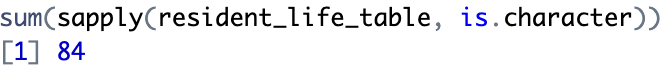 sum(sapply(resident_life_table, is.character))
[1] 84